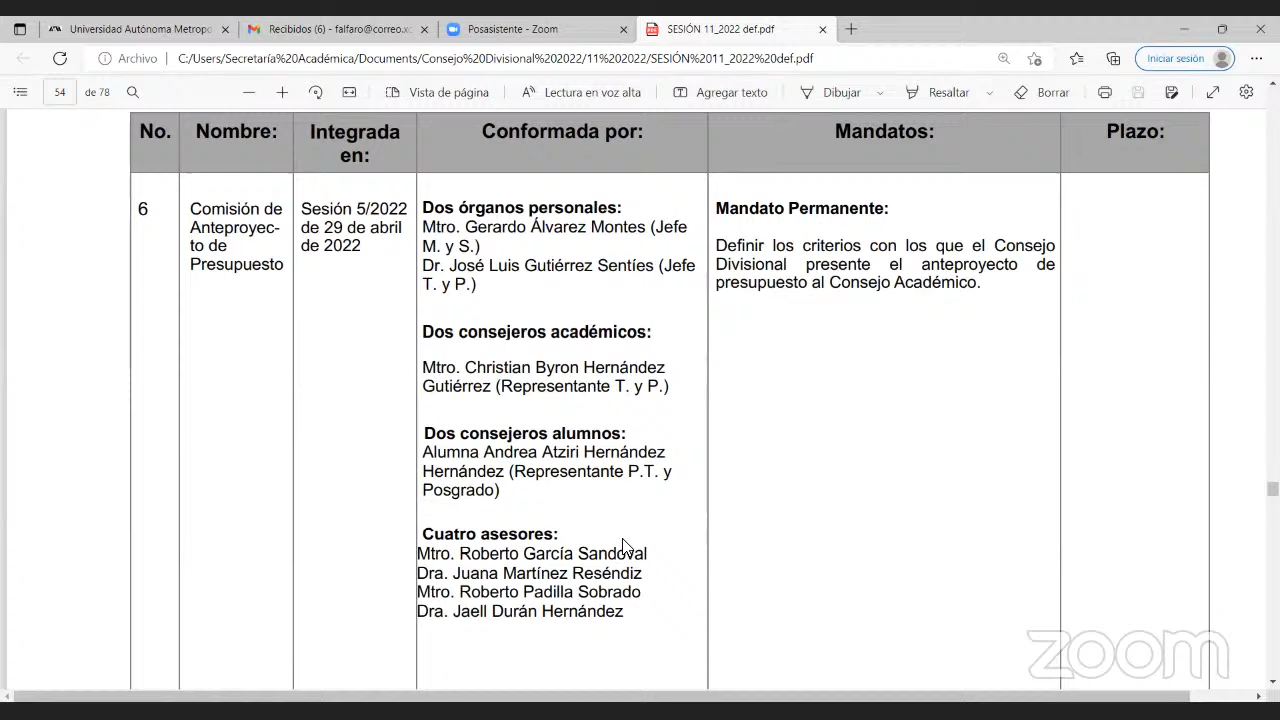 Universidad Autónoma Metropo
Recibidos (6) - falfaro@correo.xo
Posasistente - Zoom
SESIÓN 11_2022 def.pdf
Archivo
C:/Users/Secretaría%20Académica/Documents/Consejo%20Divisional%202022/11%202022/SESIÓN%2011_2022%20def.pdf
Iniciar sesión
54 de 78
Vista de página
Lectura en voz alta
Agregar texto
Dibujar
Resaltar
Borrar
No.
Nombre:
Integrada
en:
Conformada por:
Mandatos:
Plazo:
6
Comisión de
Anteproyec-
to de
Presupuesto
Sesión 5/2022
de 29 de abril
de 2022
Dos órganos personales:
Mtro. Gerardo Álvarez Montes (Jefe
M. y S.)
Dr. José Luis Gutiérrez Sentíes (Jefe
T. y P.)
Dos consejeros académicos:
Mtro. Christian Byron Hernández
Gutiérrez (Representante T. y P.)
Dos consejeros alumnos:
Alumna Andrea Atziri Hernández
Hernández (Representante P.T. y
Posgrado)
Cuatro asesores:
Mtro. Roberto García Sandoval
Dra. Juana Martínez Reséndiz
Mtro. Roberto Padilla Sobrado
Dra. Jaell Durán Hernández
Mandato Permanente:
Definir los criterios con los que el Consejo
Divisional presente el anteproyecto de
presupuesto al Consejo Académico.
zoom